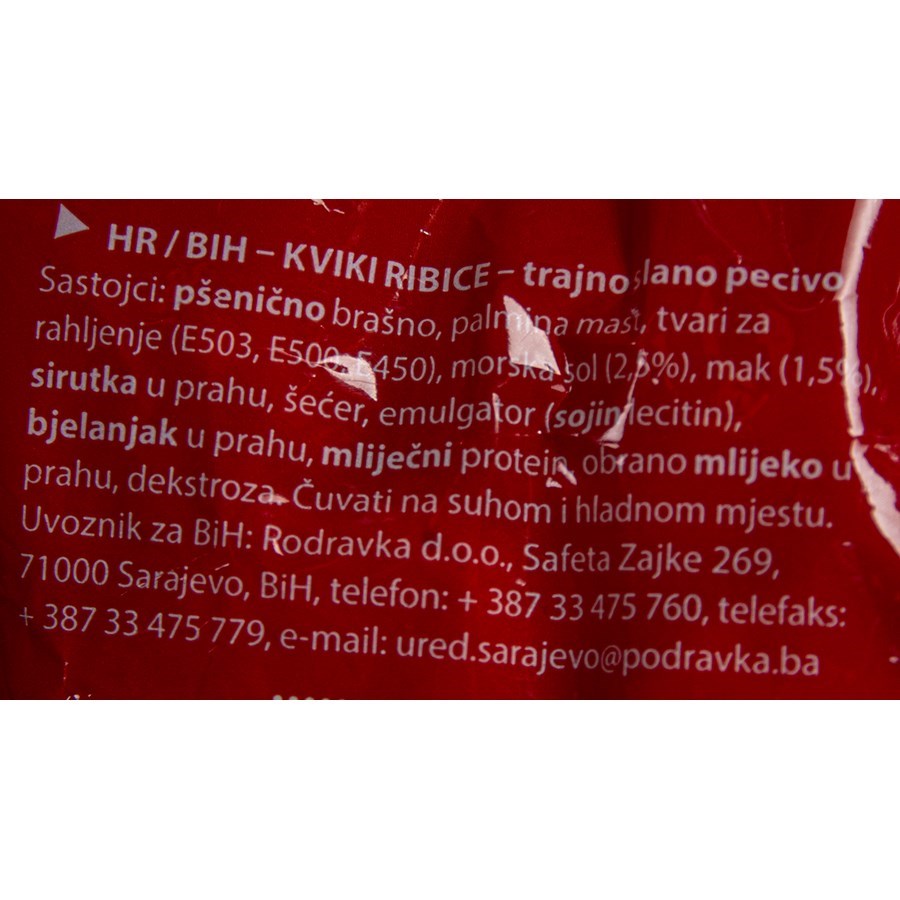 HR / BIH – KVIKI RIBICE – trajno slano pecivo
Sastojci: pšenično brašno, palmina mast, tvari za
rahljenje (E503, E500, E450), morska sol (2,6%), mak (1,5%),
sirutka u prahu, šećer, emulgator (sojin lecitin),
bjelanjak u prahu, mliječni protein, obrano mlijeko u
prahu, dekstroza. Čuvati na suhom i hladnom mjestu.
Uvoznik za BiH: Podravka d.o.o., Safeta Zajke 269,
71000 Sarajevo, BiH, telefon: + 387 33 475 760, telefaks:
+ 387 33 475 779, e-mail: ured.sarajevo@podravka.ba